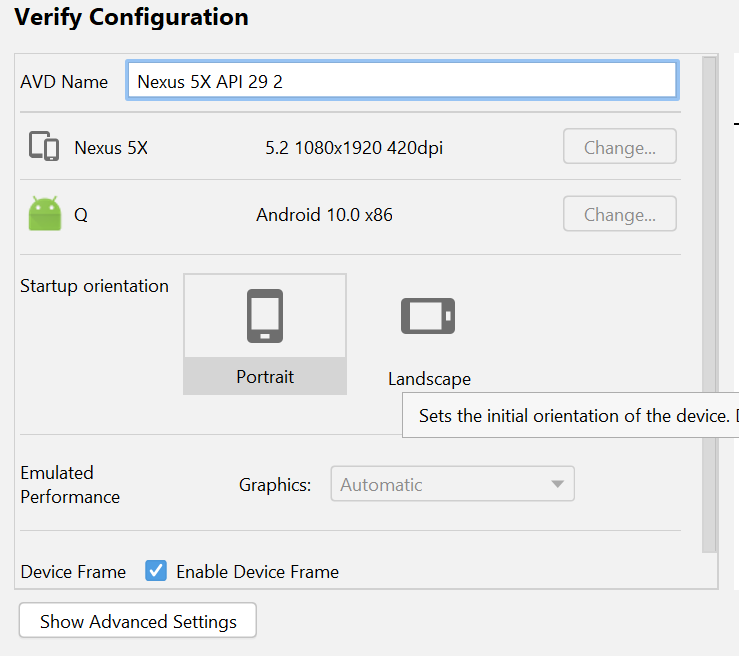 Verify Configuration
AVD Name Nexus 5X API 29 2
Nexus 5X 5.2 1080x1920 420dpi Change...
Q Android 10.0 x86 Change...
Startup orientation
Portrait
Landscape
Sets the initial orientation of the device.
Emulated
Performance
Graphics: Automatic
Device Frame Enable Device Frame
Show Advanced Settings